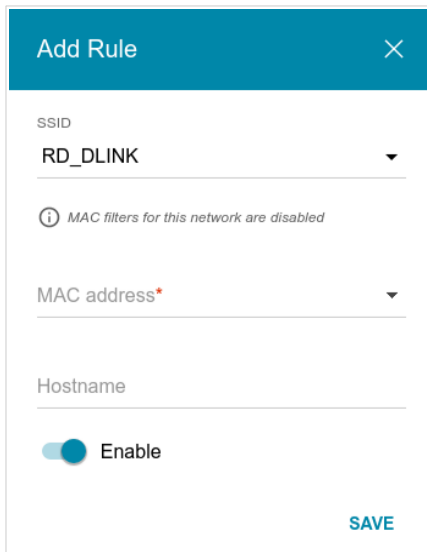 Add Rule
SSID
RD_DLINK
MAC filters for this network are disabled
MAC address*
Hostname
Enable
SAVE